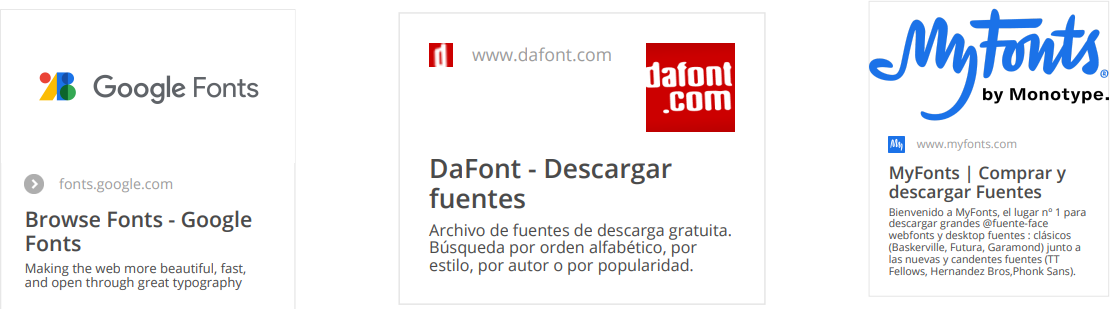 Google Fonts
fonts.google.com
Browse Fonts - Google
Fonts
Making the web more beautiful, fast,
and open through great typography
d
www.dafont.com
dafont
.com
DaFont - Descargar
fuentes
Archivo de fuentes de descarga gratuita.
Búsqueda por orden alfabético, por
estilo, por autor o por popularidad.
MyFonts®
by Monotype.
My
www.myfonts.com
MyFonts | Comprar y
descargar Fuentes
Bienvenido a MyFonts, el lugar nº 1 para
descargar grandes @fuente-face
webfonts y desktop fuentes : clásicos
(Baskerville, Futura, Garamond) junto a
las nuevas y candentes fuentes (TT
Fellows, Hernandez Bros,Phonk Sans).